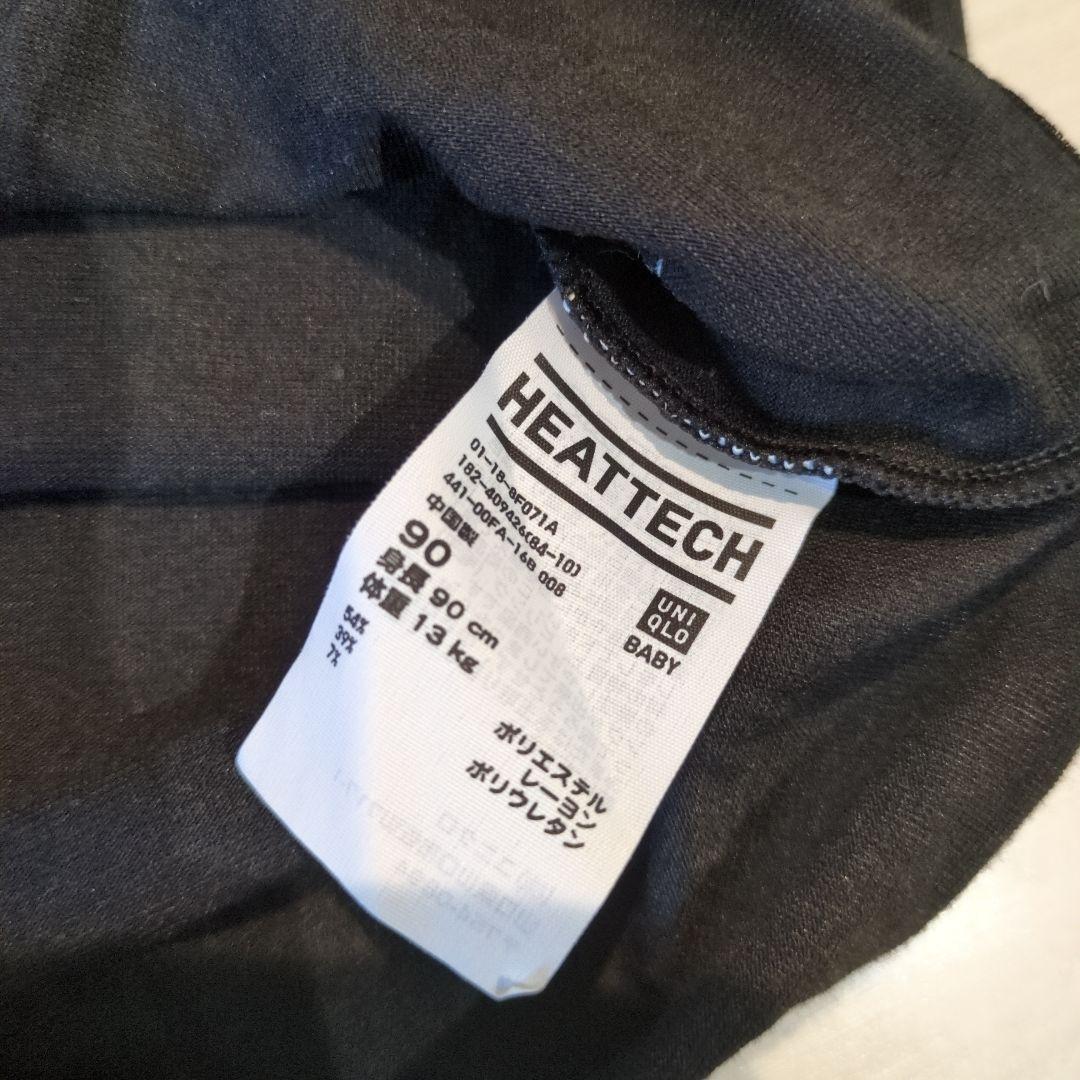 HEATTECH
01-18-8F071A
182-409426(84-10)
441-00FA-16B 008
中国製
UNI
QLO
BABY
90
身長 90 cm
体重 13 kg
54%
39%
7%
ポリエステル
レーヨン
ポリウレタン